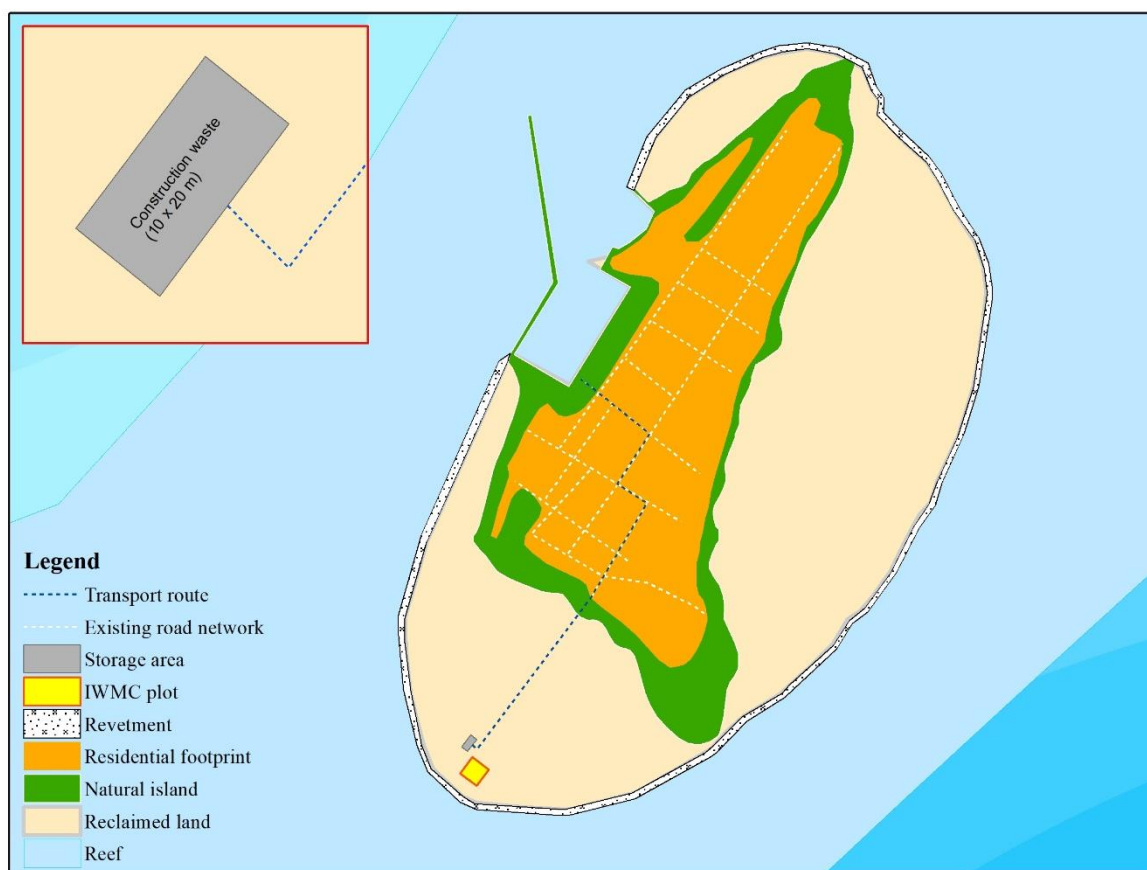 Construction waste
(10 x 20 m)
Legend
Transport route
Existing road network
Storage area
IWMC plot
Revetment
Residential footprint
Natural island
Reclaimed land
Reef